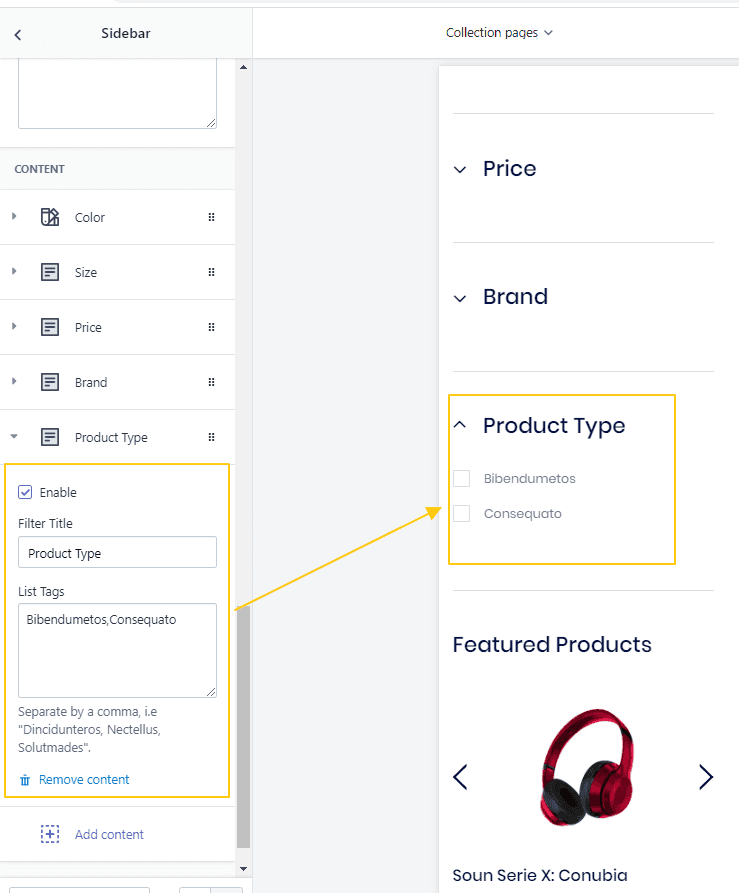 Sidebar
Collection pages
CONTENT
Color
Size
Price
Brand
Product Type
Enable
Filter Title
Product Type
List Tags
Bibendumetos,Consequato
Separate by a comma, i.e
"Dincidunteros, Nectellus,
Solutmades".
Remove content
Add content
Price
Brand
Product Type
Bibendumetos
Consequato
Featured Products
Soun Serie X: Conubia